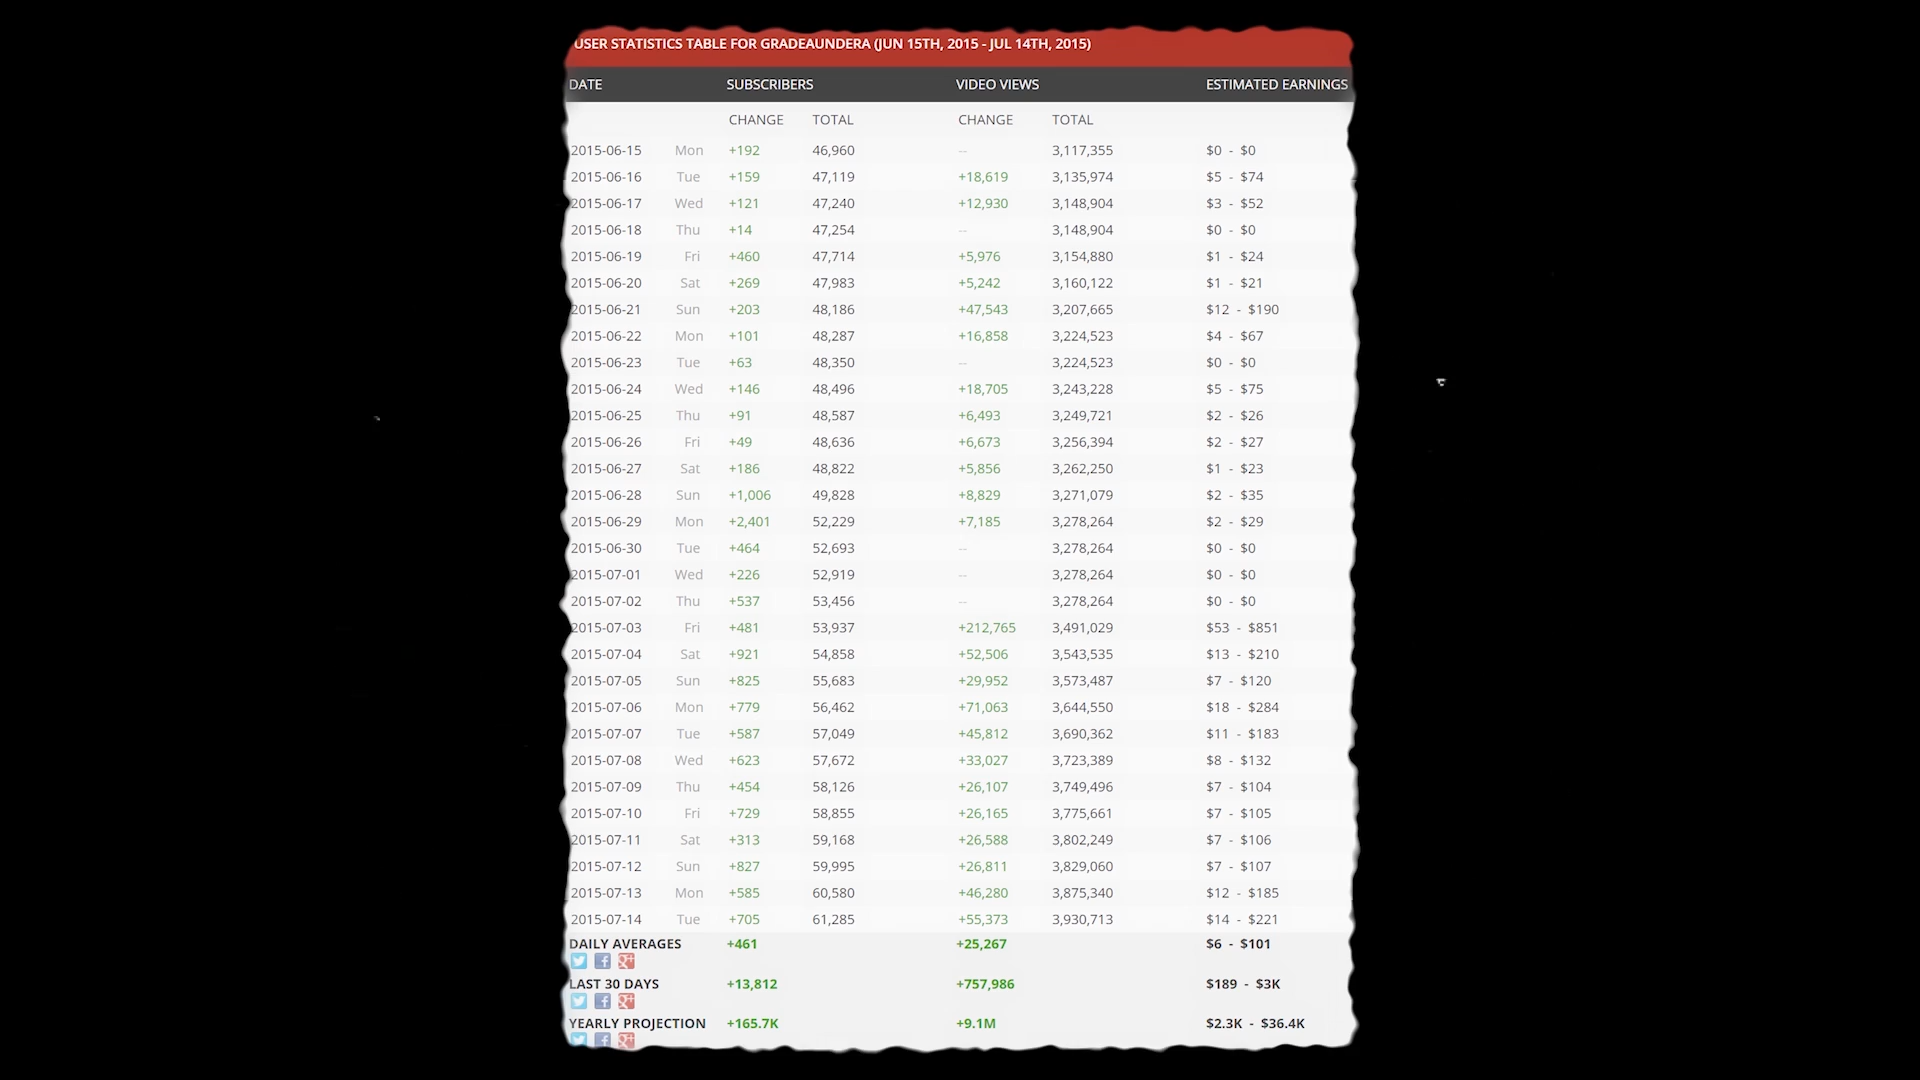 USER STATISTICS TABLE FOR GRADEAUNDERA (JUN 15TH, 2015 - JUL 14TH, 2015)
DATE SUBSCRIBERS VIDEO VIEWS ESTIMATED EARNINGS
CHANGE TOTAL CHANGE TOTAL
2015-06-15 Mon +192 46,960 -- 3,117,355 $0 - $0
2015-06-16 Tue +159 47,119 +18,619 3,135,974 $5 - $74
2015-06-17 Wed +121 47,240 +12,930 3,148,904 $3 - $52
2015-06-18 Thu +14 47,254 -- 3,148,904 $0 - $0
2015-06-19 Fri +460 47,714 +5,976 3,154,880 $1 - $24
2015-06-20 Sat +269 47,983 +5,242 3,160,122 $1 - $21
2015-06-21 Sun +203 48,186 +47,543 3,207,665 $12 - $190
2015-06-22 Mon +101 48,287 +16,858 3,224,523 $4 - $67
2015-06-23 Tue +63 48,350 -- 3,224,523 $0 - $0
2015-06-24 Wed +146 48,496 +18,705 3,243,228 $5 - $75
2015-06-25 Thu +91 48,587 +6,493 3,249,721 $2 - $26
2015-06-26 Fri +49 48,636 +6,673 3,256,394 $2 - $27
2015-06-27 Sat +186 48,822 +5,856 3,262,250 $1 - $23
2015-06-28 Sun +1,006 49,828 +8,829 3,271,079 $2 - $35
2015-06-29 Mon +2,401 52,229 +7,185 3,278,264 $2 - $29
2015-06-30 Tue +464 52,693 -- 3,278,264 $0 - $0
2015-07-01 Wed +226 52,919 -- 3,278,264 $0 - $0
2015-07-02 Thu +537 53,456 -- 3,278,264 $0 - $0
2015-07-03 Fri +481 53,937 +212,765 3,491,029 $53 - $851
2015-07-04 Sat +921 54,858 +52,506 3,543,535 $13 - $210
2015-07-05 Sun +825 55,683 +29,952 3,573,487 $7 - $120
2015-07-06 Mon +779 56,462 +71,063 3,644,550 $18 - $284
2015-07-07 Tue +587 57,049 +45,812 3,690,362 $11 - $183
2015-07-08 Wed +623 57,672 +33,027 3,723,389 $8 - $132
2015-07-09 Thu +454 58,126 +26,107 3,749,496 $7 - $104
2015-07-10 Fri +729 58,855 +26,165 3,775,661 $7 - $105
2015-07-11 Sat +313 59,168 +26,588 3,802,249 $7 - $106
2015-07-12 Sun +827 59,995 +26,811 3,829,060 $7 - $107
2015-07-13 Mon +585 60,580 +46,280 3,875,340 $12 - $185
2015-07-14 Tue +705 61,285 +55,373 3,930,713 $14 - $221
DAILY AVERAGES +461 +25,267 $6 - $101
LAST 30 DAYS +13,812 +757,986 $189 - $3K
YEARLY PROJECTION +165.7K +9.1M $2.3K - $36.4K